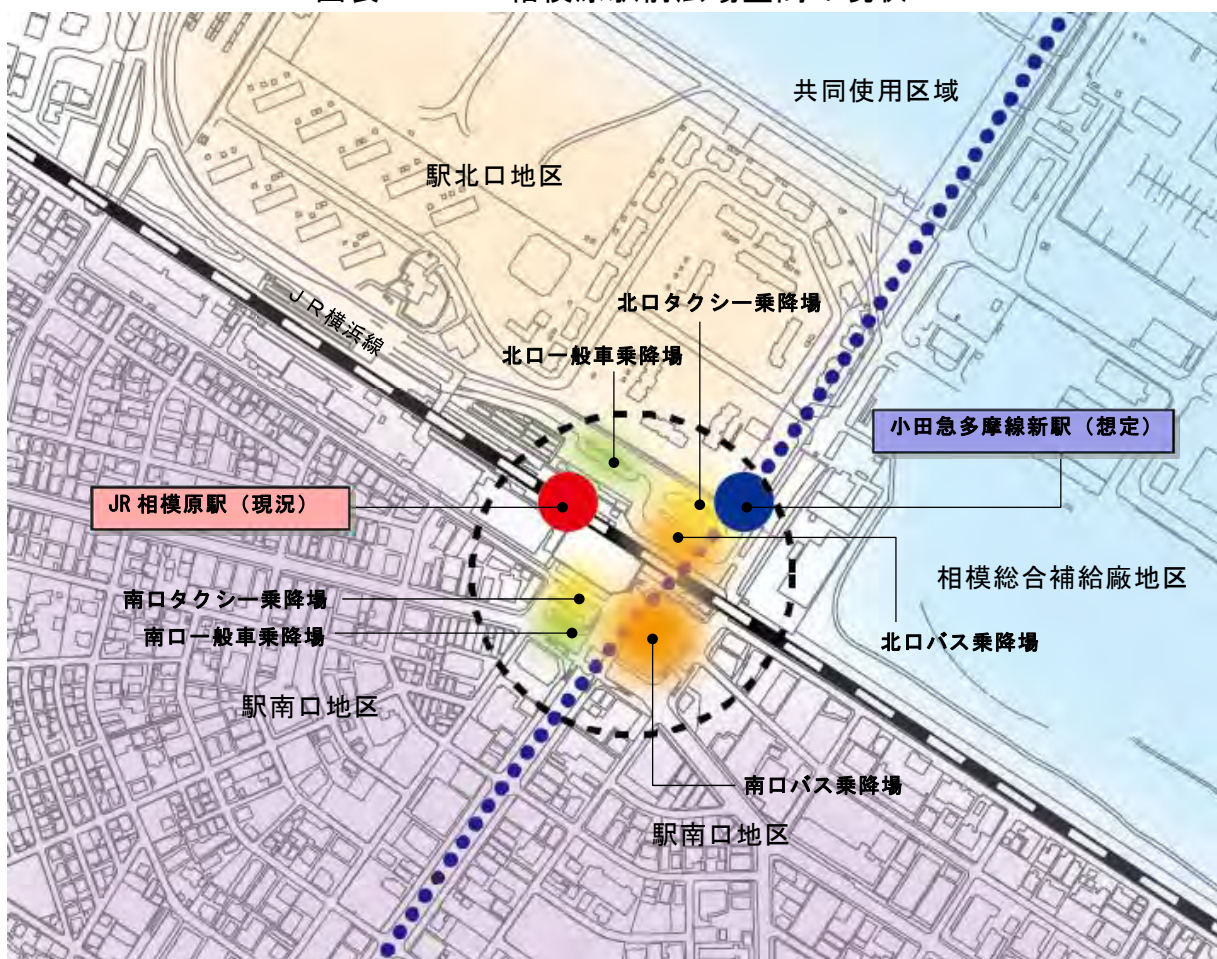 共同使用区域
駅北口地区
北口タクシー乗降場
JR横浜線
北口一般車乗降場
小田急多摩線新駅（想定）
JR相模原駅（現況）
相模総合補給廠地区
南口タクシー乗降場
南口一般車乗降場
北口バス乗降場
駅南口地区
南口バス乗降場
駅南口地区